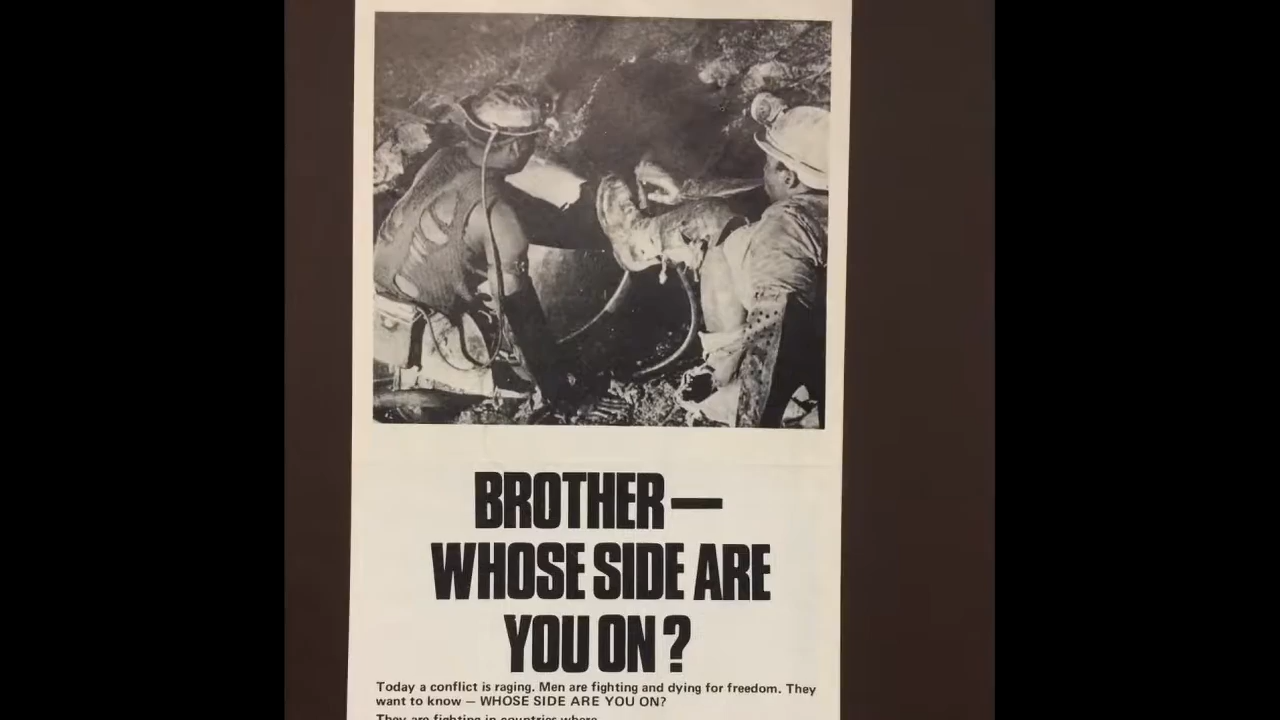 BROTHER —
WHOSE SIDE ARE
YOU ON?
Today a conflict is raging. Men are fighting and dying for freedom. They
want to know — WHOSE SIDE ARE YOU ON?
They are fighting in countries where